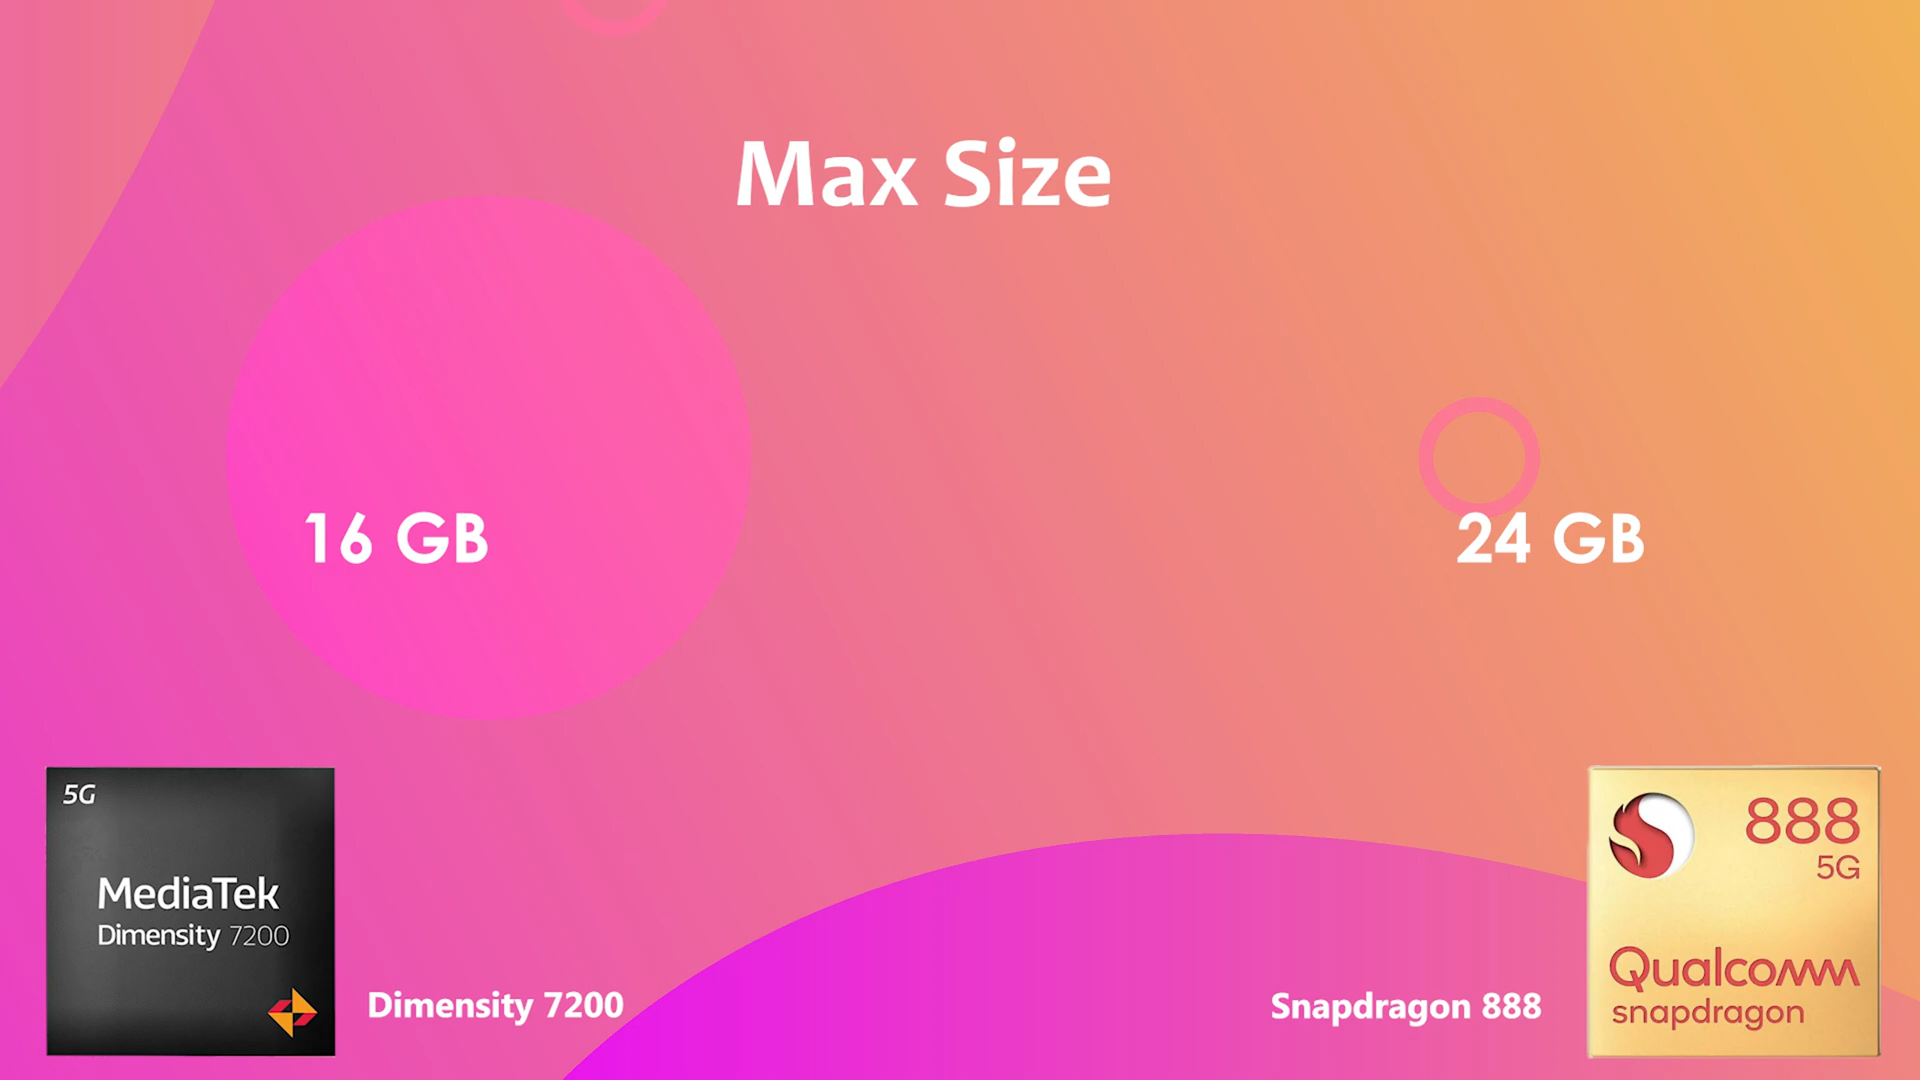 Max Size
16 GB
24 GB
5G
MediaTek
Dimensity 7200
Dimensity 7200
Snapdragon 888
888
5G
Qualcomm
snapdragon